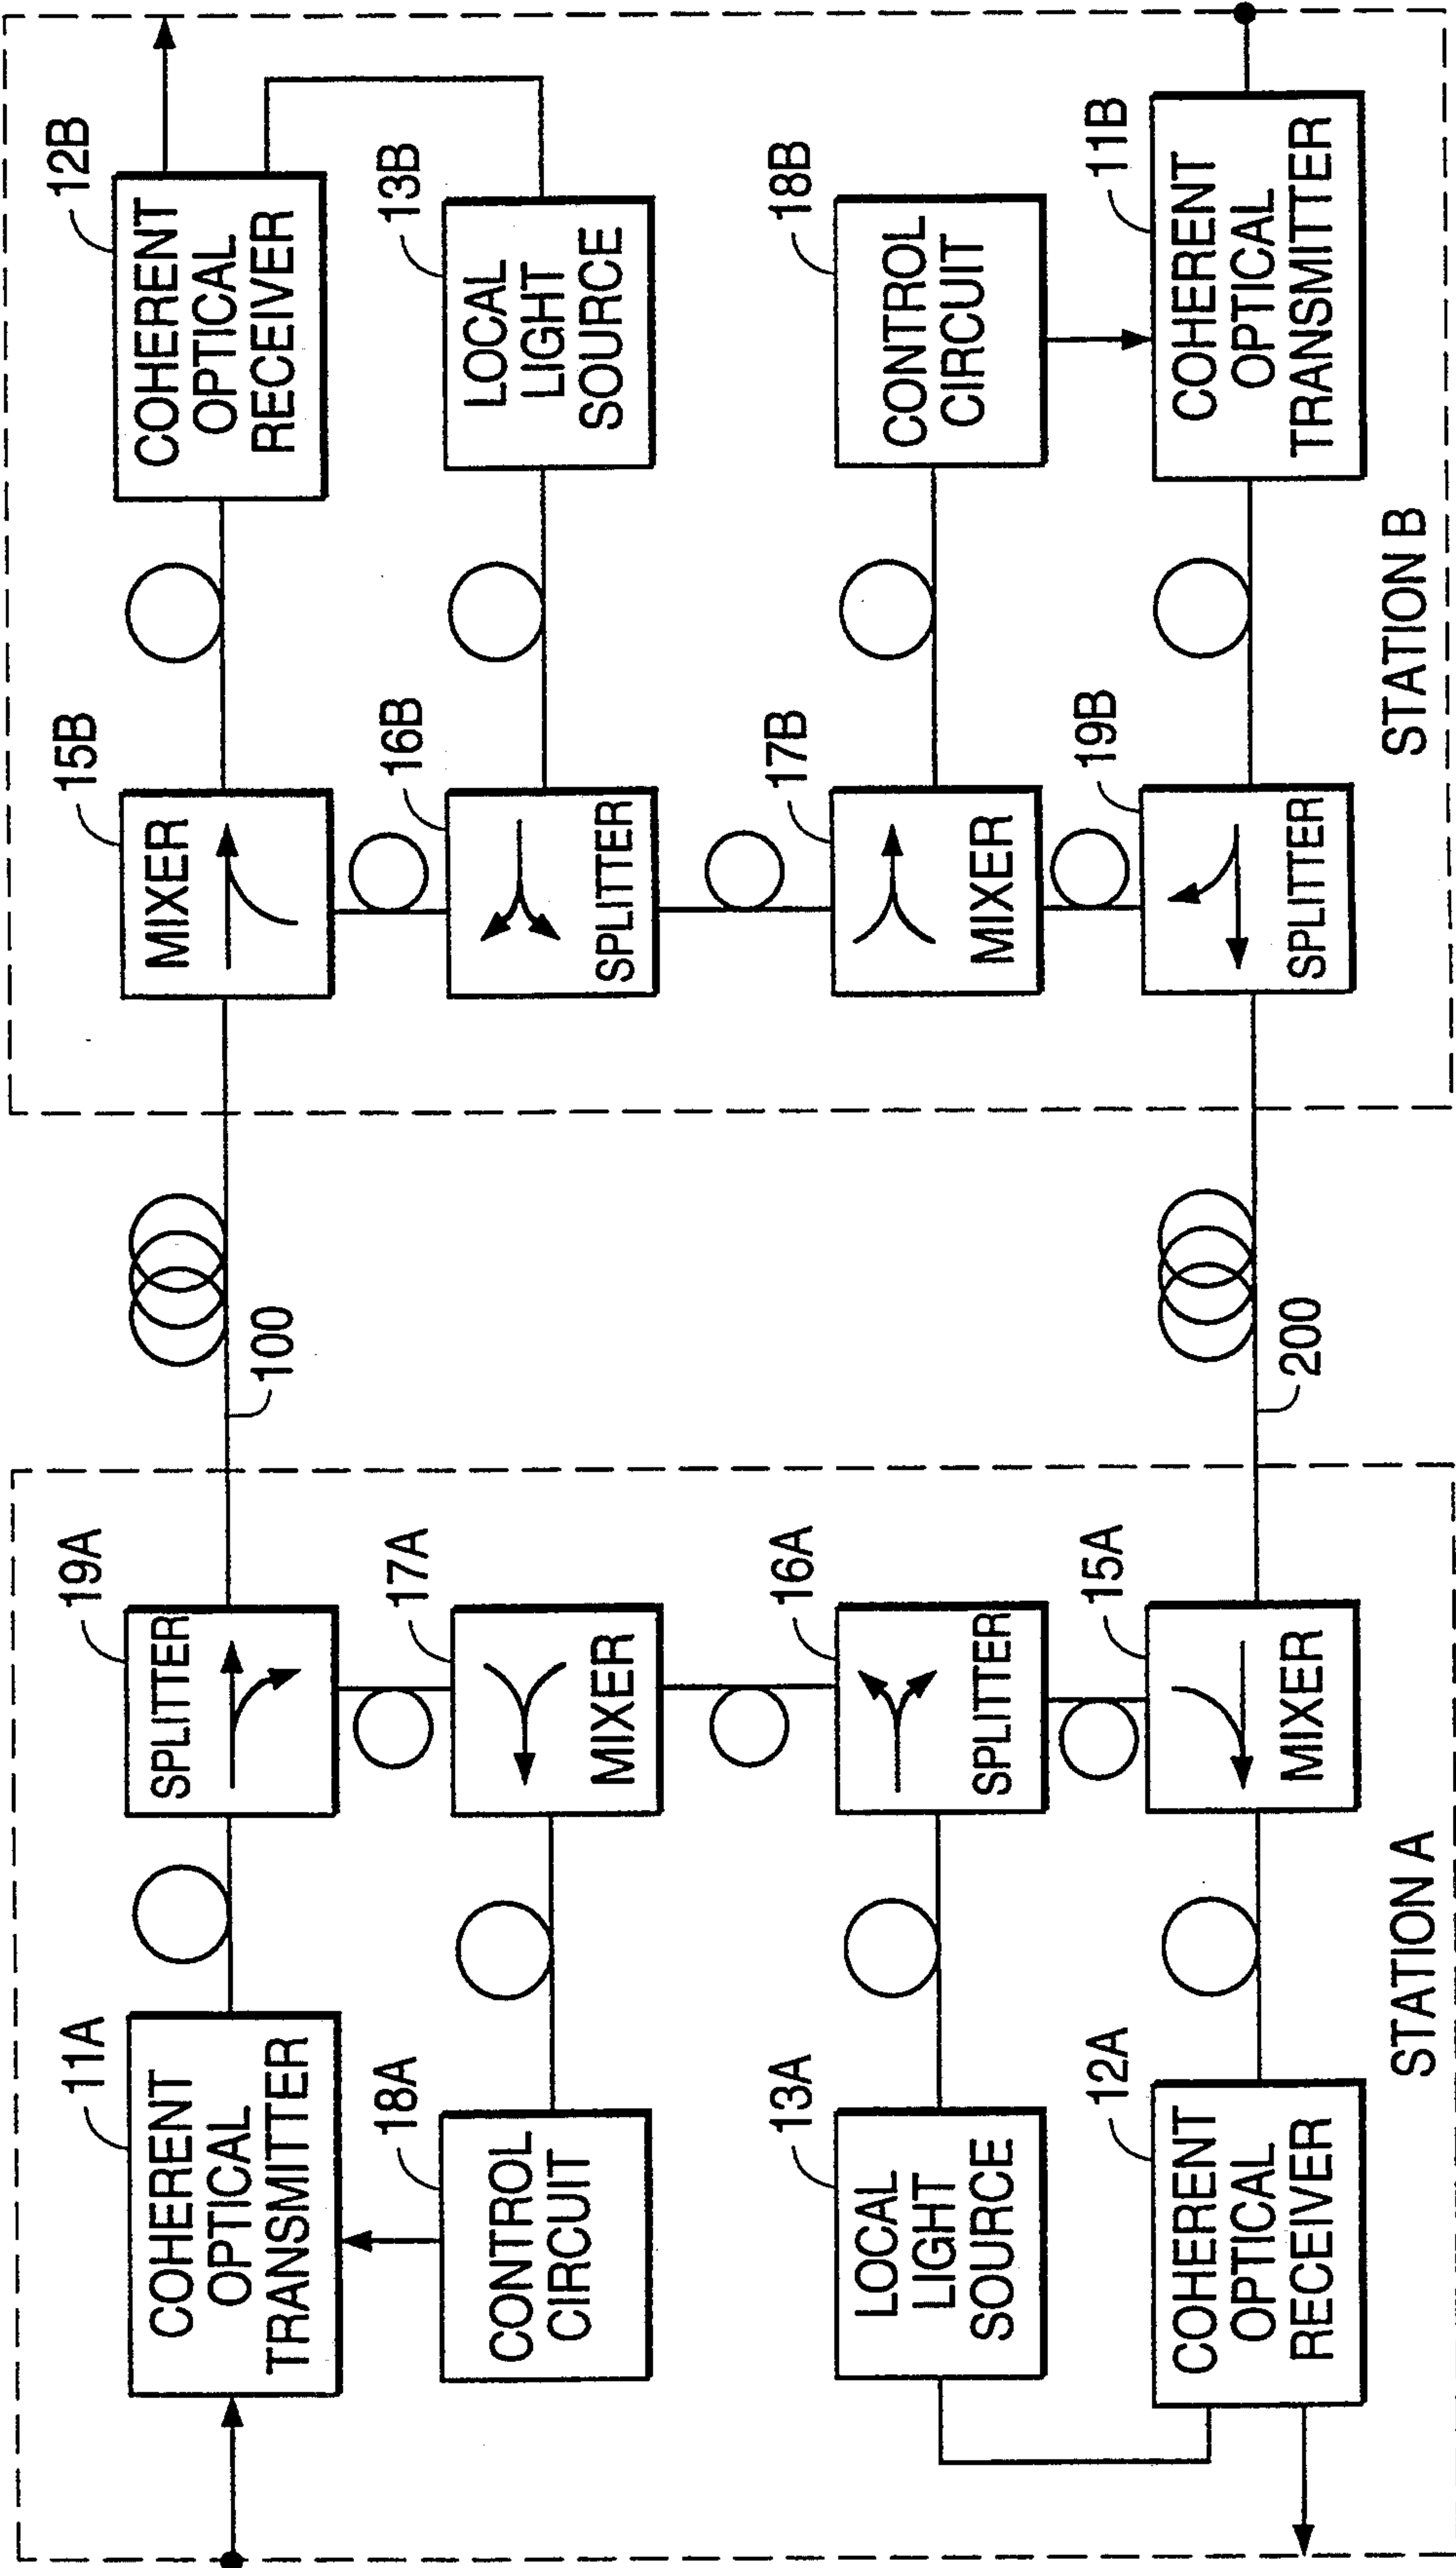 11A
COHERENT
OPTICAL
TRANSMITTER
19A
SPLITTER
18A
CONTROL
CIRCUIT
17A
MIXER
13A
LOCAL
LIGHT
SOURCE
16A
SPLITTER
12A
COHERENT
OPTICAL
RECEIVER
15A
MIXER
STATION A
100
200
15B
MIXER
12B
COHERENT
OPTICAL
RECEIVER
16B
SPLITTER
13B
LOCAL
LIGHT
SOURCE
17B
MIXER
18B
CONTROL
CIRCUIT
19B
SPLITTER
11B
COHERENT
OPTICAL
TRANSMITTER
STATION B